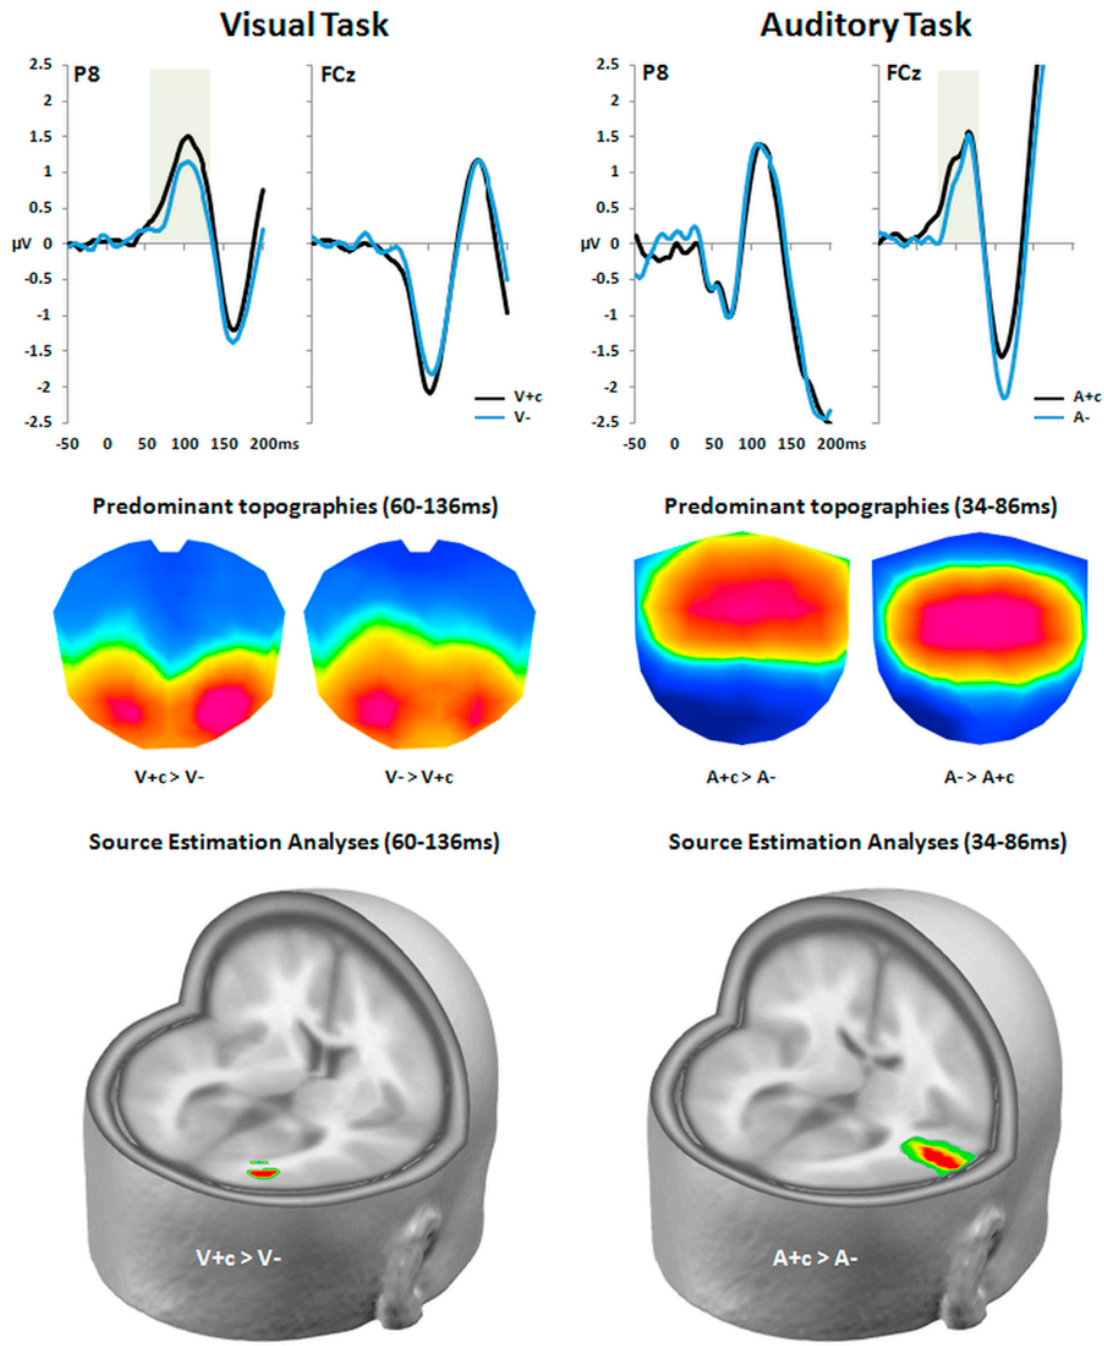 Visual Task
Auditory Task
2.5
2
1.5
1
0.5
µV 0
-0.5
-1
-1.5
-2
-2.5
P8
FCz
V+c
V-
-50 0 50 100 150 200ms
2.5
2
1.5
1
0.5
µV 0
-0.5
-1
-1.5
-2
-2.5
P8
FCz
A+c
A-
-50 0 50 100 150 200ms
Predominant topographies (60-136ms)
Predominant topographies (34-86ms)
V+c > V-
V- > V+c
A+c > A-
A- > A+c
Source Estimation Analyses (60-136ms)
Source Estimation Analyses (34-86ms)
V+c > V-
A+c > A-